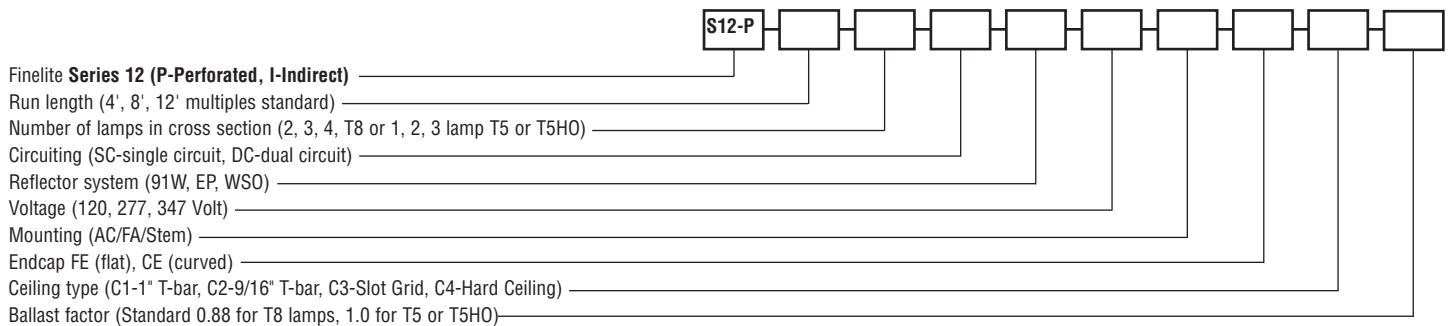 S12-P
Finelite Series 12 (P-Perforated, I-Indirect)
Run length (4', 8', 12' multiples standard)
Number of lamps in cross section (2, 3, 4, T8 or 1, 2, 3 lamp T5 or T5HO)
Circuiting (SC-single circuit, DC-dual circuit)
Reflector system (91W, EP, WSO)
Voltage (120, 277, 347 Volt)
Mounting (AC/FA/Stem)
Endcap FE (flat), CE (curved)
Ceiling type (C1-1" T-bar, C2-9/16" T-bar, C3-Slot Grid, C4-Hard Ceiling)
Ballast factor (Standard 0.88 for T8 lamps, 1.0 for T5 or T5HO)